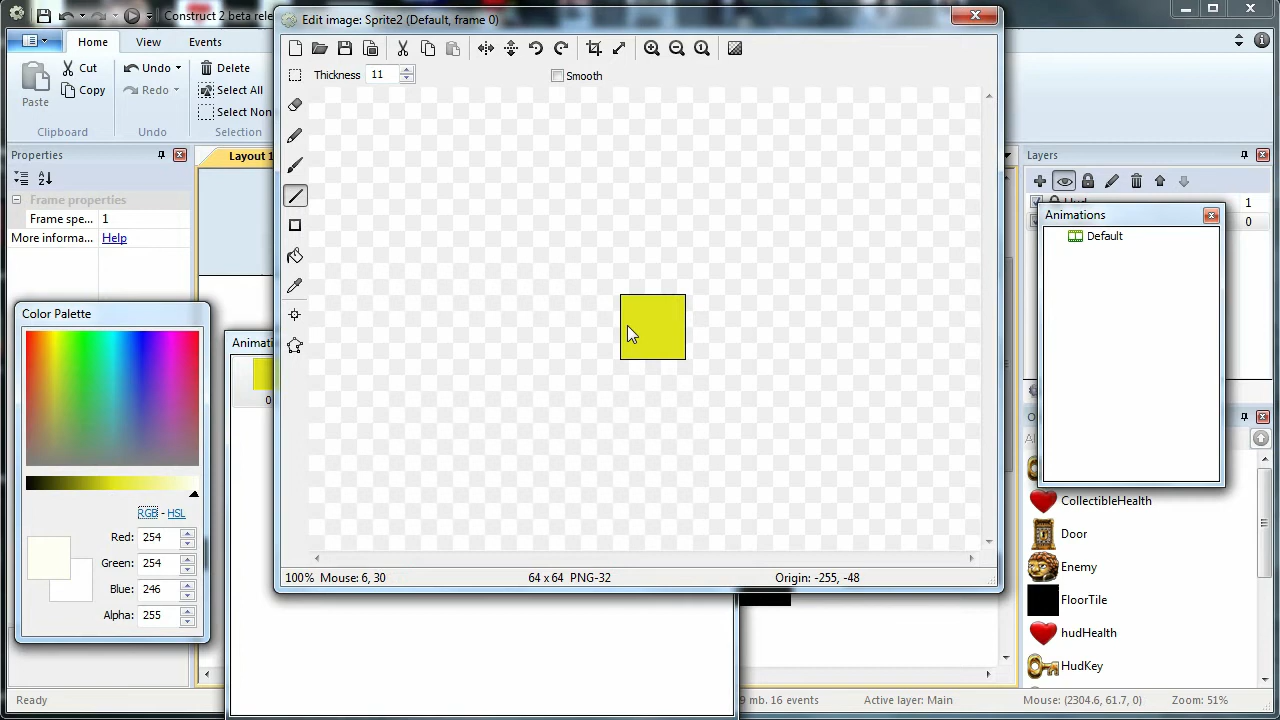 Construct 2 beta rele
Edit image: Sprite2 (Default, frame 0)
Home View Events
Cut
Copy
Paste
Clipboard
Undo
Redo
Undo
Delete
Select All
Select Non
Selection
Thickness 11 Smooth
Properties
Frame properties
Frame spe... 1
More informa... Help
Layout 1
Layers
1
0
Animations
Default
Color Palette
RGB - HSL
Red: 254
Green: 254
Blue: 246
Alpha: 255
Animati
0
CollectibleHealth
Door
Enemy
FloorTile
hudHealth
HudKey
100% Mouse: 6, 30 64 x 64 PNG-32 Origin: -255, -48
Ready
9 mb. 16 events Active layer: Main Mouse: (2304.6, 61.7, 0) Zoom: 51%